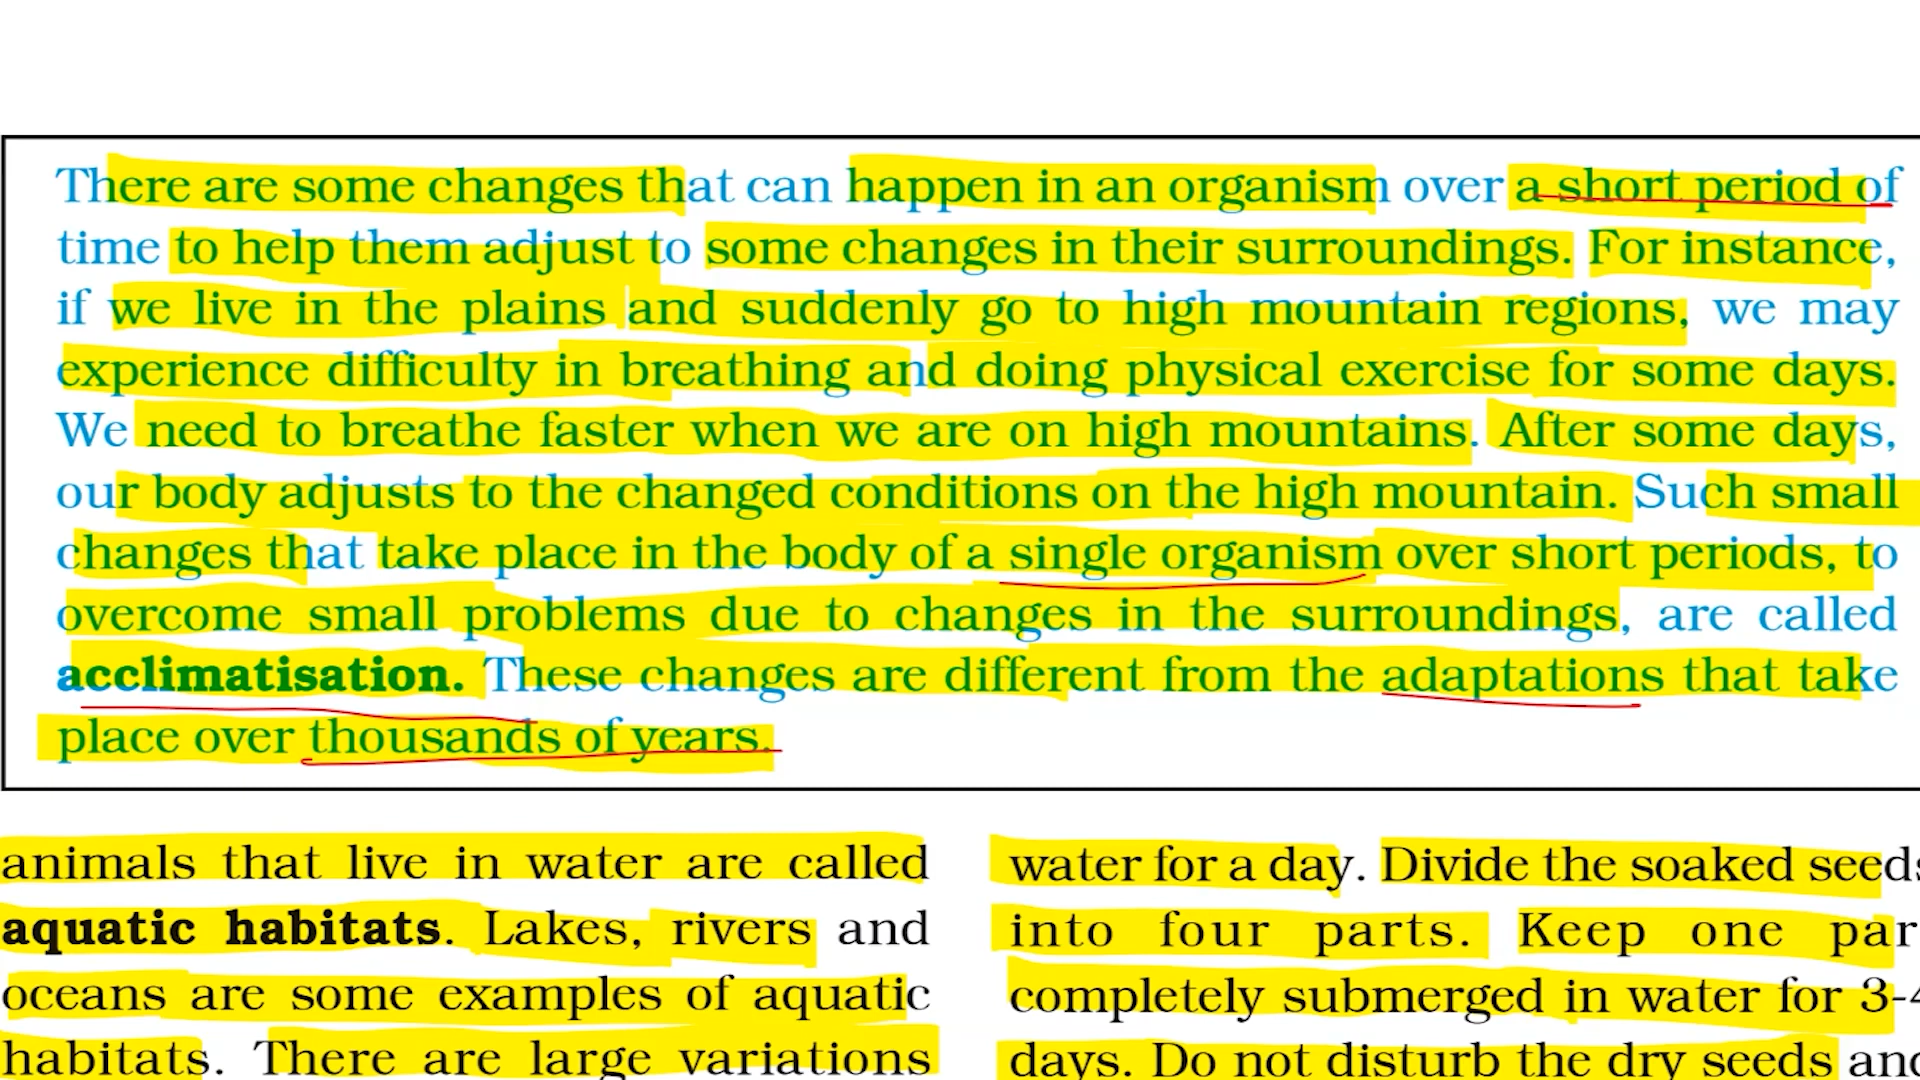 There are some changes that can happen in an organism over a short period of
time to help them adjust to some changes in their surroundings. For instance,
if we live in the plains and suddenly go to high mountain regions, we may
experience difficulty in breathing and doing physical exercise for some days.
We need to breathe faster when we are on high mountains. After some days,
our body adjusts to the changed conditions on the high mountain. Such small
changes that take place in the body of a single organism over short periods, to
overcome small problems due to changes in the surroundings, are called
acclimatisation. These changes are different from the adaptations that take
place over thousands of years.
animals that live in water are called
aquatic habitats. Lakes, rivers and
oceans are some examples of aquatic
habitats. There are large variations
water for a day. Divide the soaked seeds
into four parts. Keep one par
completely submerged in water for 3-4
days. Do not disturb the dry seeds and